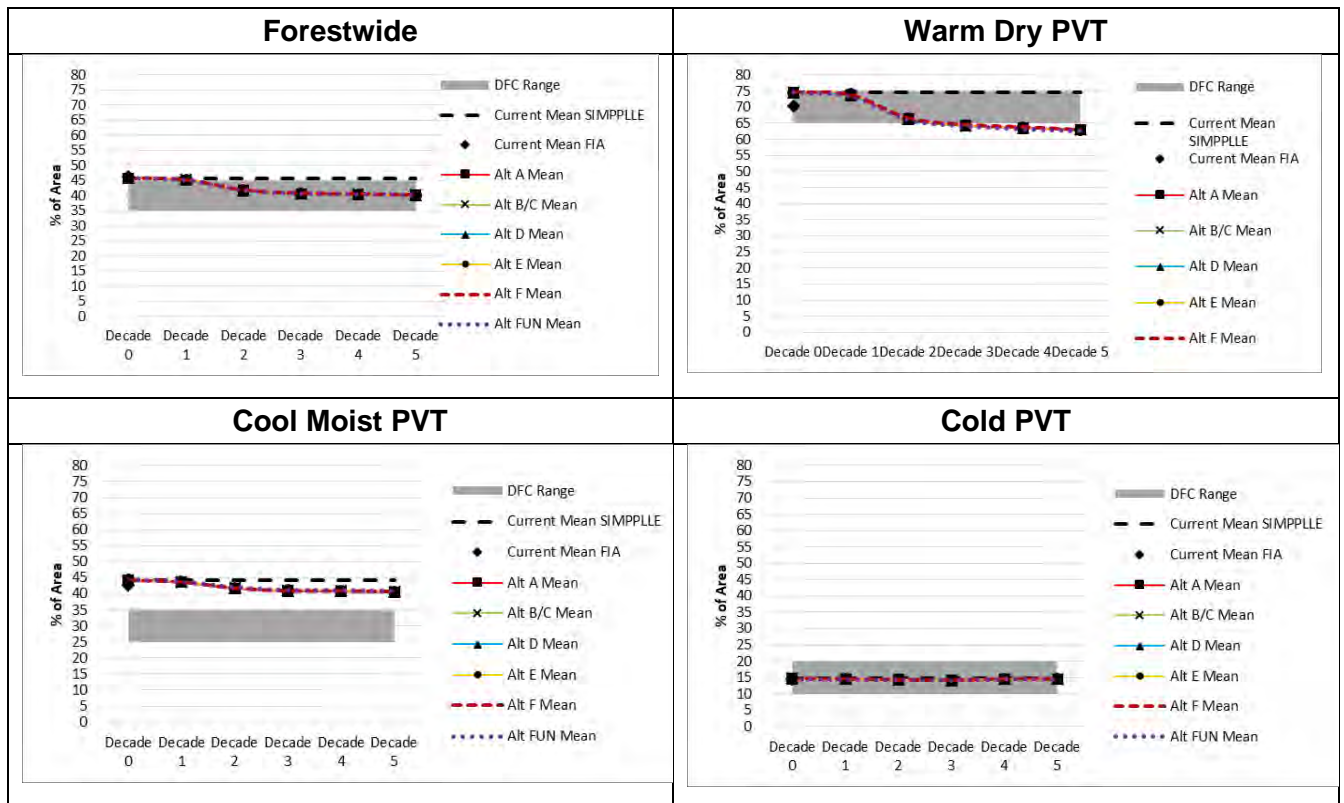 Forestwide
80
75
70
65
60
55
50
45
40
35
30
25
20
15
10
5
0
% of Area
Decade 0
Decade 1
Decade 2
Decade 3
Decade 4
Decade 5
DFC Range
Current Mean SIMPPLLE
Current Mean FIA
Alt A Mean
Alt B/C Mean
Alt D Mean
Alt E Mean
Alt F Mean
Alt FUN Mean
Warm Dry PVT
80
75
70
65
60
55
50
45
40
35
30
25
20
15
10
5
0
% of Area
Decade 0 Decade 1 Decade 2 Decade 3 Decade 4 Decade 5
DFC Range
Current Mean
SIMPPLLE
Current Mean FIA
Alt A Mean
Alt B/C Mean
Alt D Mean
Alt E Mean
Alt F Mean
Cool Moist PVT
80
75
70
65
60
55
50
45
40
35
30
25
20
15
10
5
0
% of Area
Decade Decade Decade Decade Decade Decade
0 1 2 3 4 5
DFC Range
Current Mean SIMPPLLE
Current Mean FIA
Alt A Mean
Alt B/C Mean
Alt D Mean
Alt E Mean
Alt F Mean
Alt FUN Mean
Cold PVT
80
75
70
65
60
55
50
45
40
35
30
25
20
15
10
5
0
% of Area
Decade Decade Decade Decade Decade Decade
0 1 2 3 4 5
DFC Range
Current Mean SIMPPLLE
Current Mean FIA
Alt A Mean
Alt B/C Mean
Alt D Mean
Alt E Mean
Alt F Mean
Alt FUN Mean